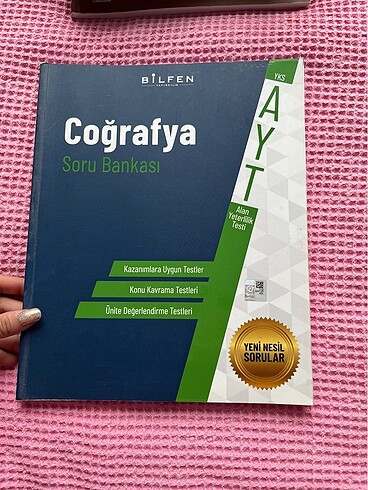 BİLFEN
YAYINCILIK
YKS
AYT
Alan
Yeterlilik
Testi
Coğrafya
Soru Bankası
Kazanımlara Uygun Testler
Konu Kavrama Testleri
Ünite Değerlendirme Testleri
YENİ NESİL
SORULAR